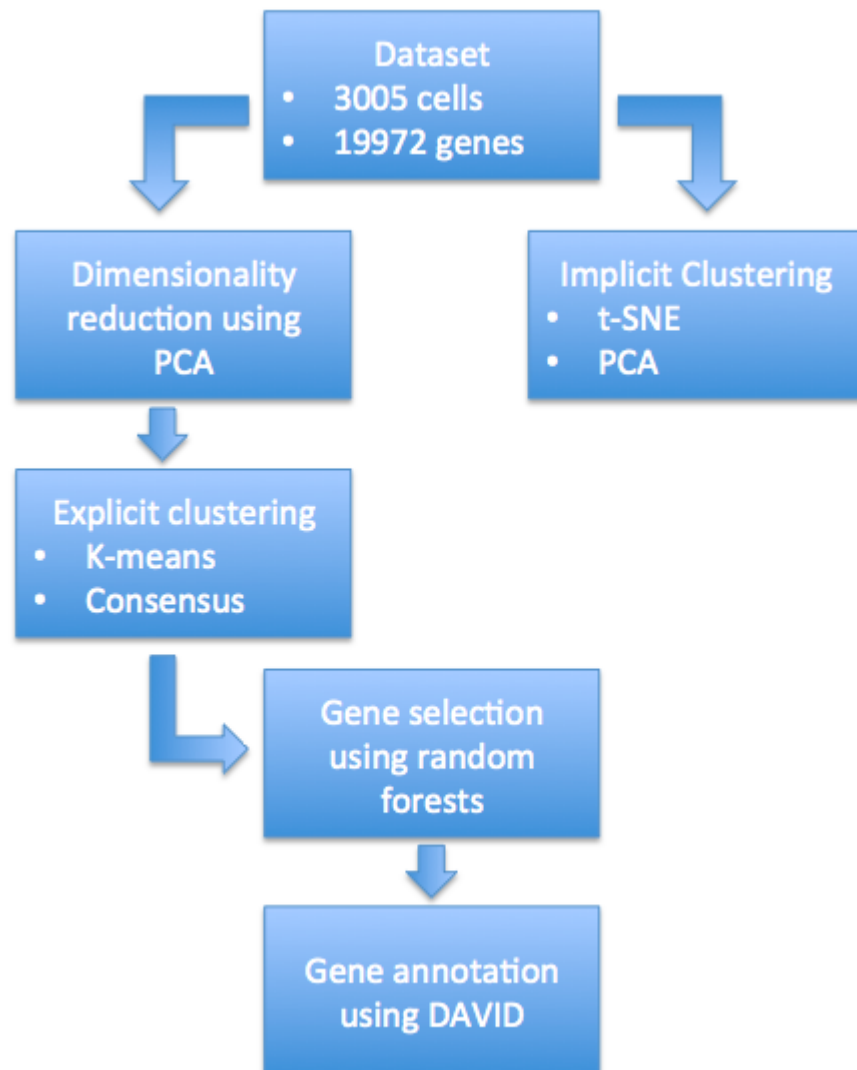 Dataset
• 3005 cells
• 19972 genes
Dimensionality
reduction using
PCA
Implicit Clustering
• t-SNE
• PCA
Explicit clustering
• K-means
• Consensus
Gene selection
using random
forests
Gene annotation
using DAVID